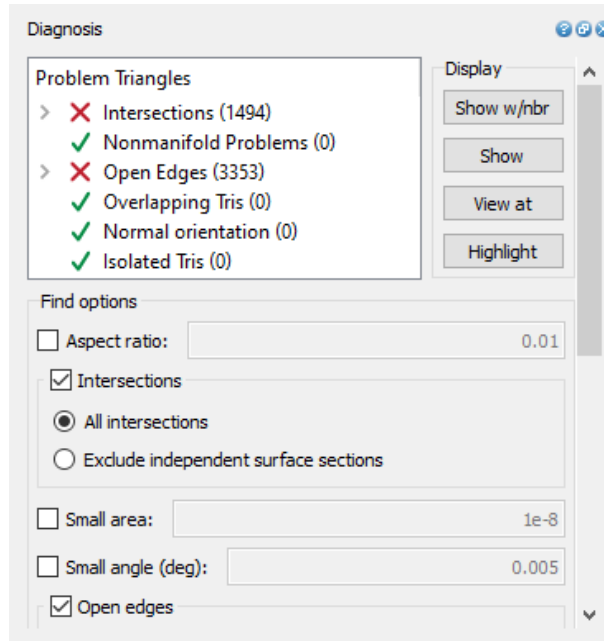 Diagnosis
Problem Triangles
Intersections (1494)
Nonmanifold Problems (0)
Open Edges (3353)
Overlapping Tris (0)
Normal orientation (0)
Isolated Tris (0)
Display
Show w/nbr
Show
View at
Highlight
Find options
Aspect ratio: 0.01
Intersections
All intersections
Exclude independent surface sections
Small area: 1e-8
Small angle (deg): 0.005
Open edges